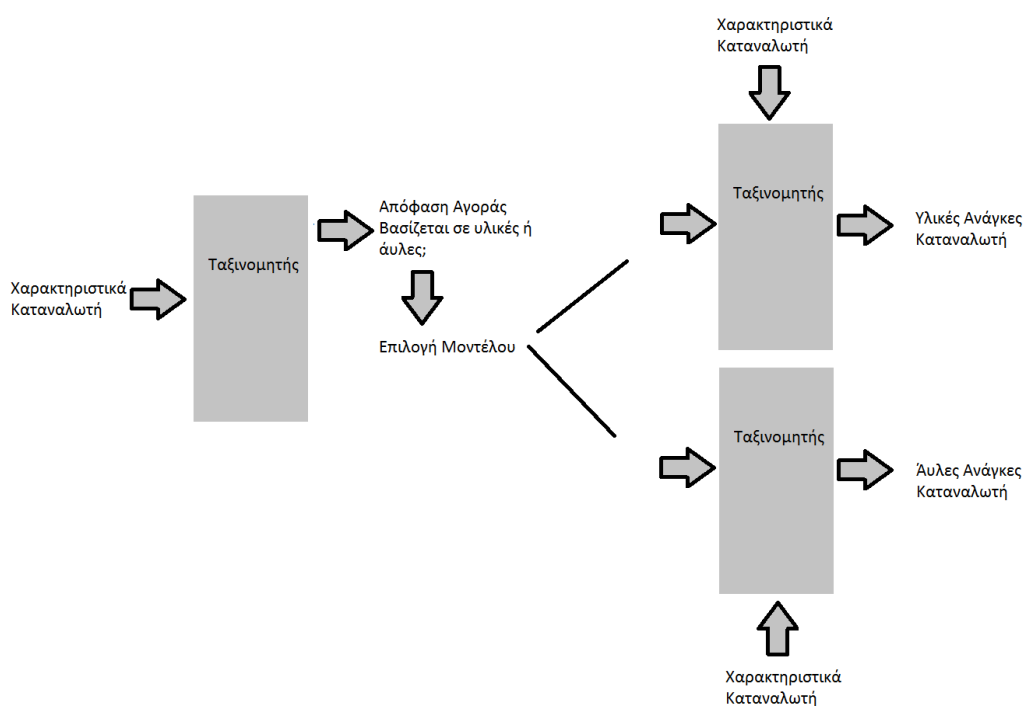 Χαρακτηριστικά
Καταναλωτή
Ταξινομητής
Απόφαση Αγοράς
Βασίζεται σε υλικές ή
άυλες;
Επιλογή Μοντέλου
Χαρακτηριστικά
Καταναλωτή
Ταξινομητής
Υλικές Ανάγκες
Καταναλωτή
Ταξινομητής
Άυλες Ανάγκες
Καταναλωτή
Χαρακτηριστικά
Καταναλωτή